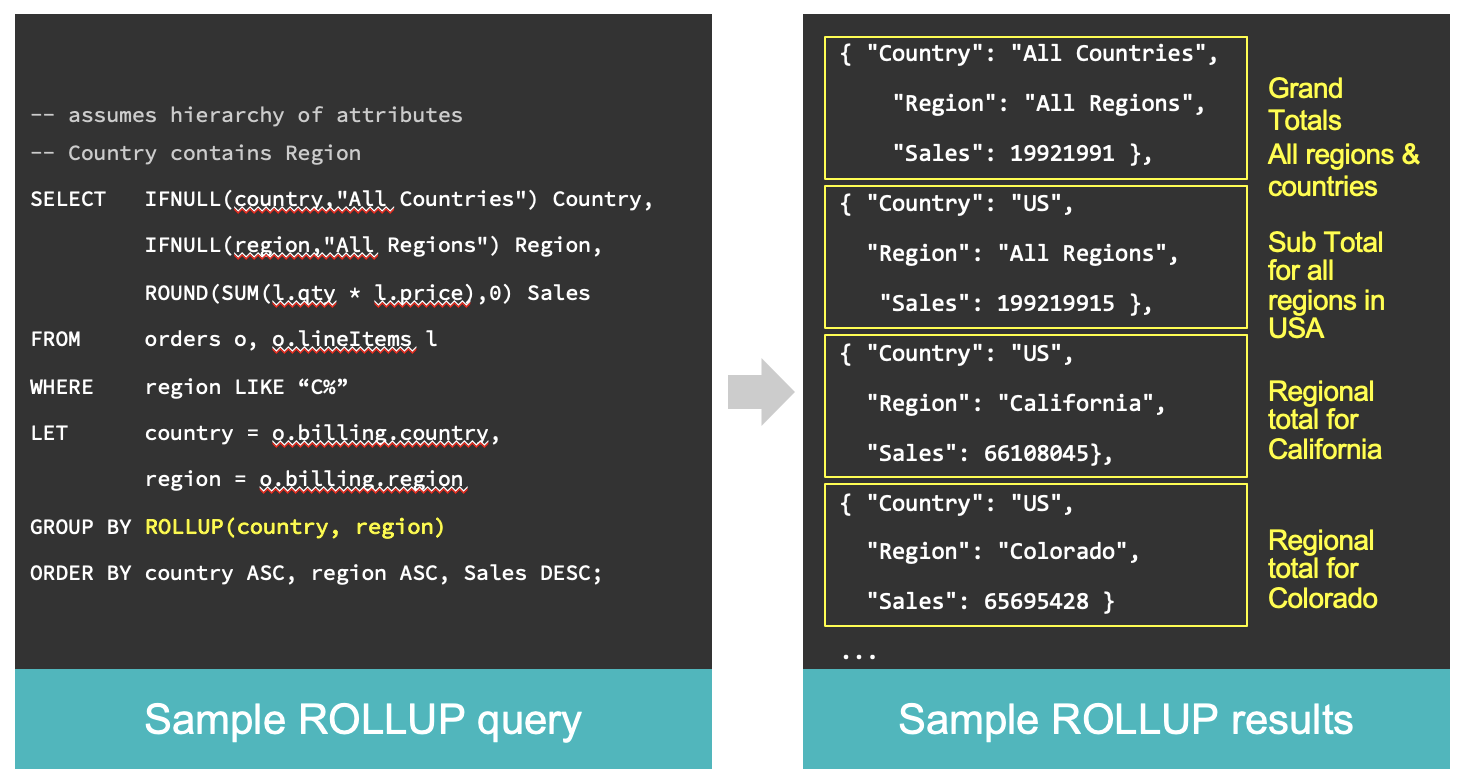 -- assumes hierarchy of attributes
-- Country contains Region
SELECT IFNULL(country,"All Countries") Country,
IFNULL(region,"All Regions") Region,
ROUND(SUM(l.qty * l.price),0) Sales
FROM orders o, o.lineItems l
WHERE region LIKE “C%”
LET country = o.billing.country,
region = o.billing.region
GROUP BY ROLLUP(country, region)
ORDER BY country ASC, region ASC, Sales DESC;
Sample ROLLUP query
{ "Country": "All Countries",
"Region": "All Regions",
"Sales": 19921991 },
Grand
Totals
All regions &
countries
{ "Country": "US",
"Region": "All Regions",
"Sales": 199219915 },
Sub Total
for all
regions in
USA
{ "Country": "US",
"Region": "California",
"Sales": 66108045},
Regional
total for
California
{ "Country": "US",
"Region": "Colorado",
"Sales": 65695428 }
Regional
total for
Colorado
...
Sample ROLLUP results